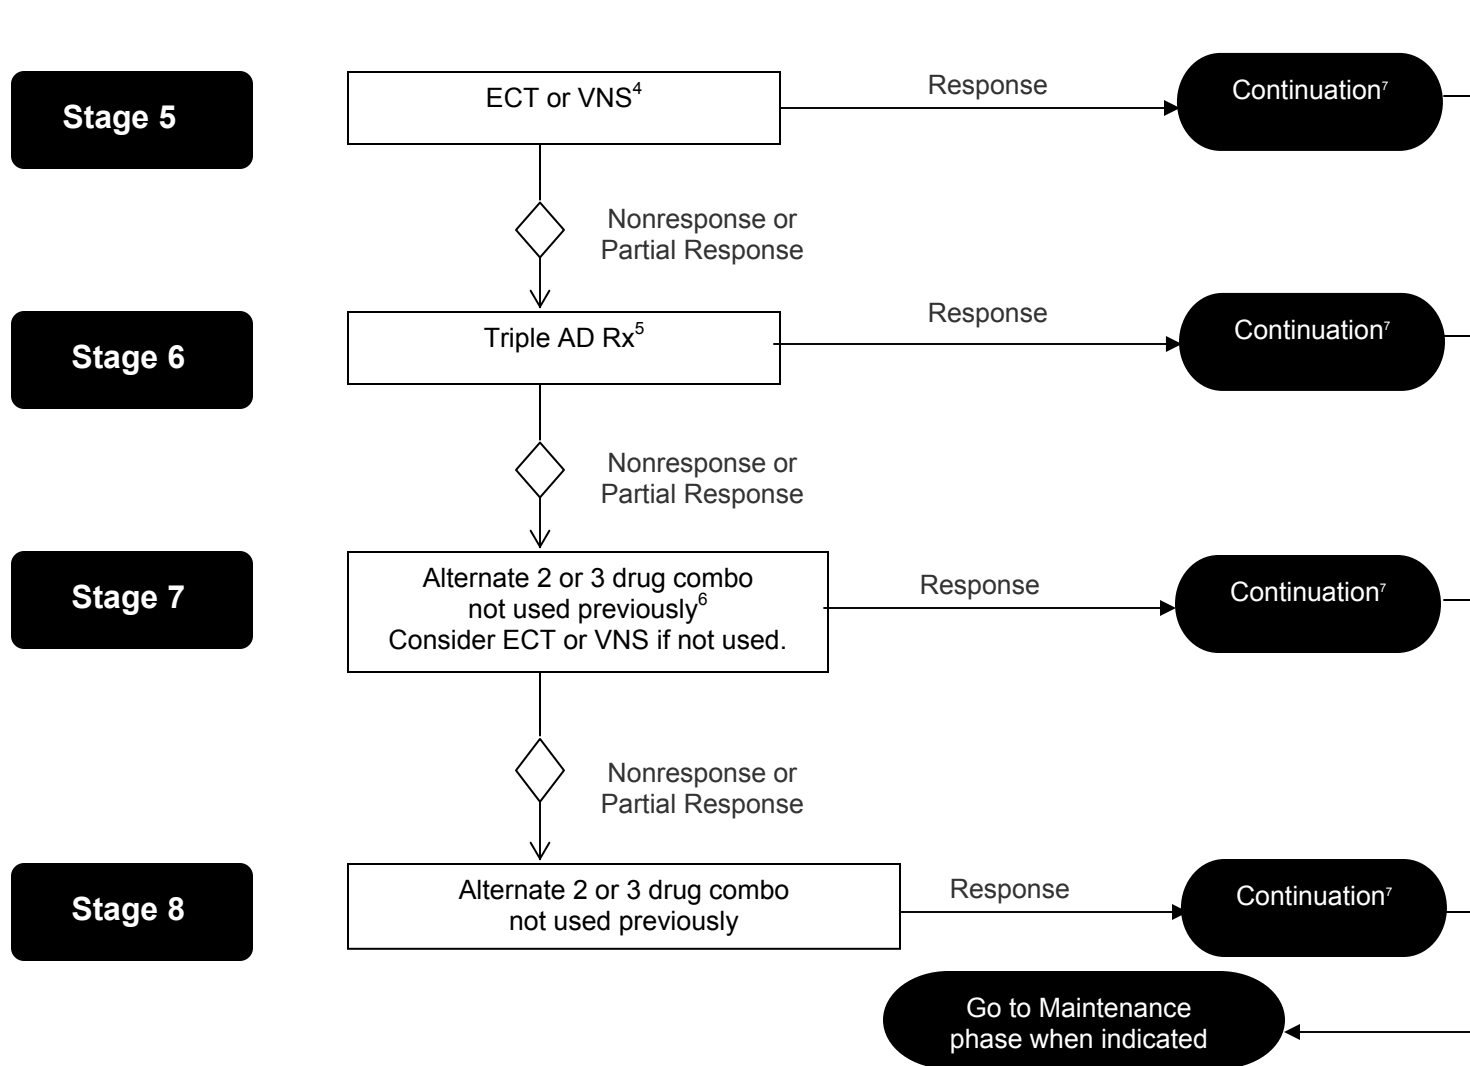 Stage 5
ECT or VNS4
Response
Continuation7
Nonresponse or
Partial Response
Stage 6
Triple AD Rx5
Response
Continuation7
Nonresponse or
Partial Response
Stage 7
Alternate 2 or 3 drug combo
not used previously6
Consider ECT or VNS if not used.
Response
Continuation7
Nonresponse or
Partial Response
Stage 8
Alternate 2 or 3 drug combo
not used previously
Response
Continuation7
Go to Maintenance
phase when indicated